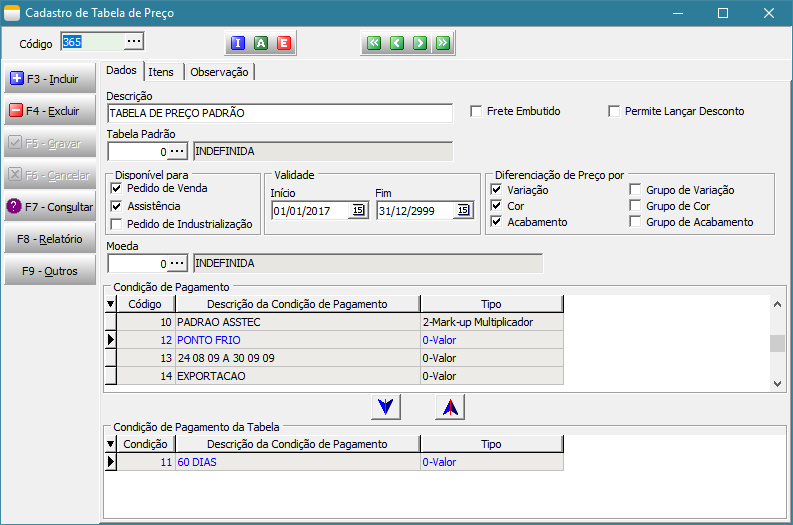 Cadastro de Tabela de Preço
Código 365 ...
I A E
F3 - Incluir
F4 - Excluir
F5 - Gravar
F6 - Cancelar
F7 - Consultar
F8 - Relatório
F9 - Outros
Dados Itens Observação
Descrição
TABELA DE PREÇO PADRÃO
Frete Embutido Permite Lançar Desconto
Tabela Padrão
0 ... INDEFINIDA
Disponível para
Pedido de Venda
Assistência
Pedido de Industrialização
Validade
Início Fim
01/01/2017 15 31/12/2999 15
Diferenciação de Preço por
Variação Grupo de Variação
Cor Grupo de Cor
Acabamento Grupo de Acabamento
Moeda
0 ... INDEFINIDA
Condição de Pagamento
Código Descrição da Condição de Pagamento Tipo
10 PADRAO ASSTEC 2-Mark-up Multiplicador
12 PONTO FRIO 0-Valor
13 24 08 09 A 30 09 09 0-Valor
14 EXPORTACAO 0-Valor
Condição de Pagamento da Tabela
Condição Descrição da Condição de Pagamento Tipo
11 60 DIAS 0-Valor